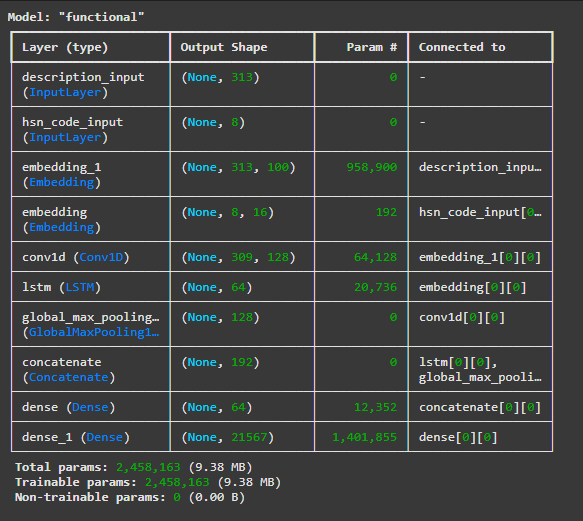 Model: "functional"
Layer (type) Output Shape Param # Connected to
description_input (None, 313) 0 -
(InputLayer)
hsn_code_input (None, 8) 0 -
(InputLayer)
embedding_1 (None, 313, 100) 958,900 description_inpu…
(Embedding)
embedding (None, 8, 16) 192 hsn_code_input[0…
(Embedding)
conv1d (Conv1D) (None, 309, 128) 64,128 embedding_1[0][0]
lstm (LSTM) (None, 64) 20,736 embedding[0][0]
global_max_pooling… (None, 128) 0 conv1d[0][0]
(GlobalMaxPooling1…
concatenate (None, 192) 0 lstm[0][0],
(Concatenate) global_max_pooli…
dense (Dense) (None, 64) 12,352 concatenate[0][0]
dense_1 (Dense) (None, 21567) 1,401,855 dense[0][0]
Total params: 2,458,163 (9.38 MB)
Trainable params: 2,458,163 (9.38 MB)
Non-trainable params: 0 (0.00 B)